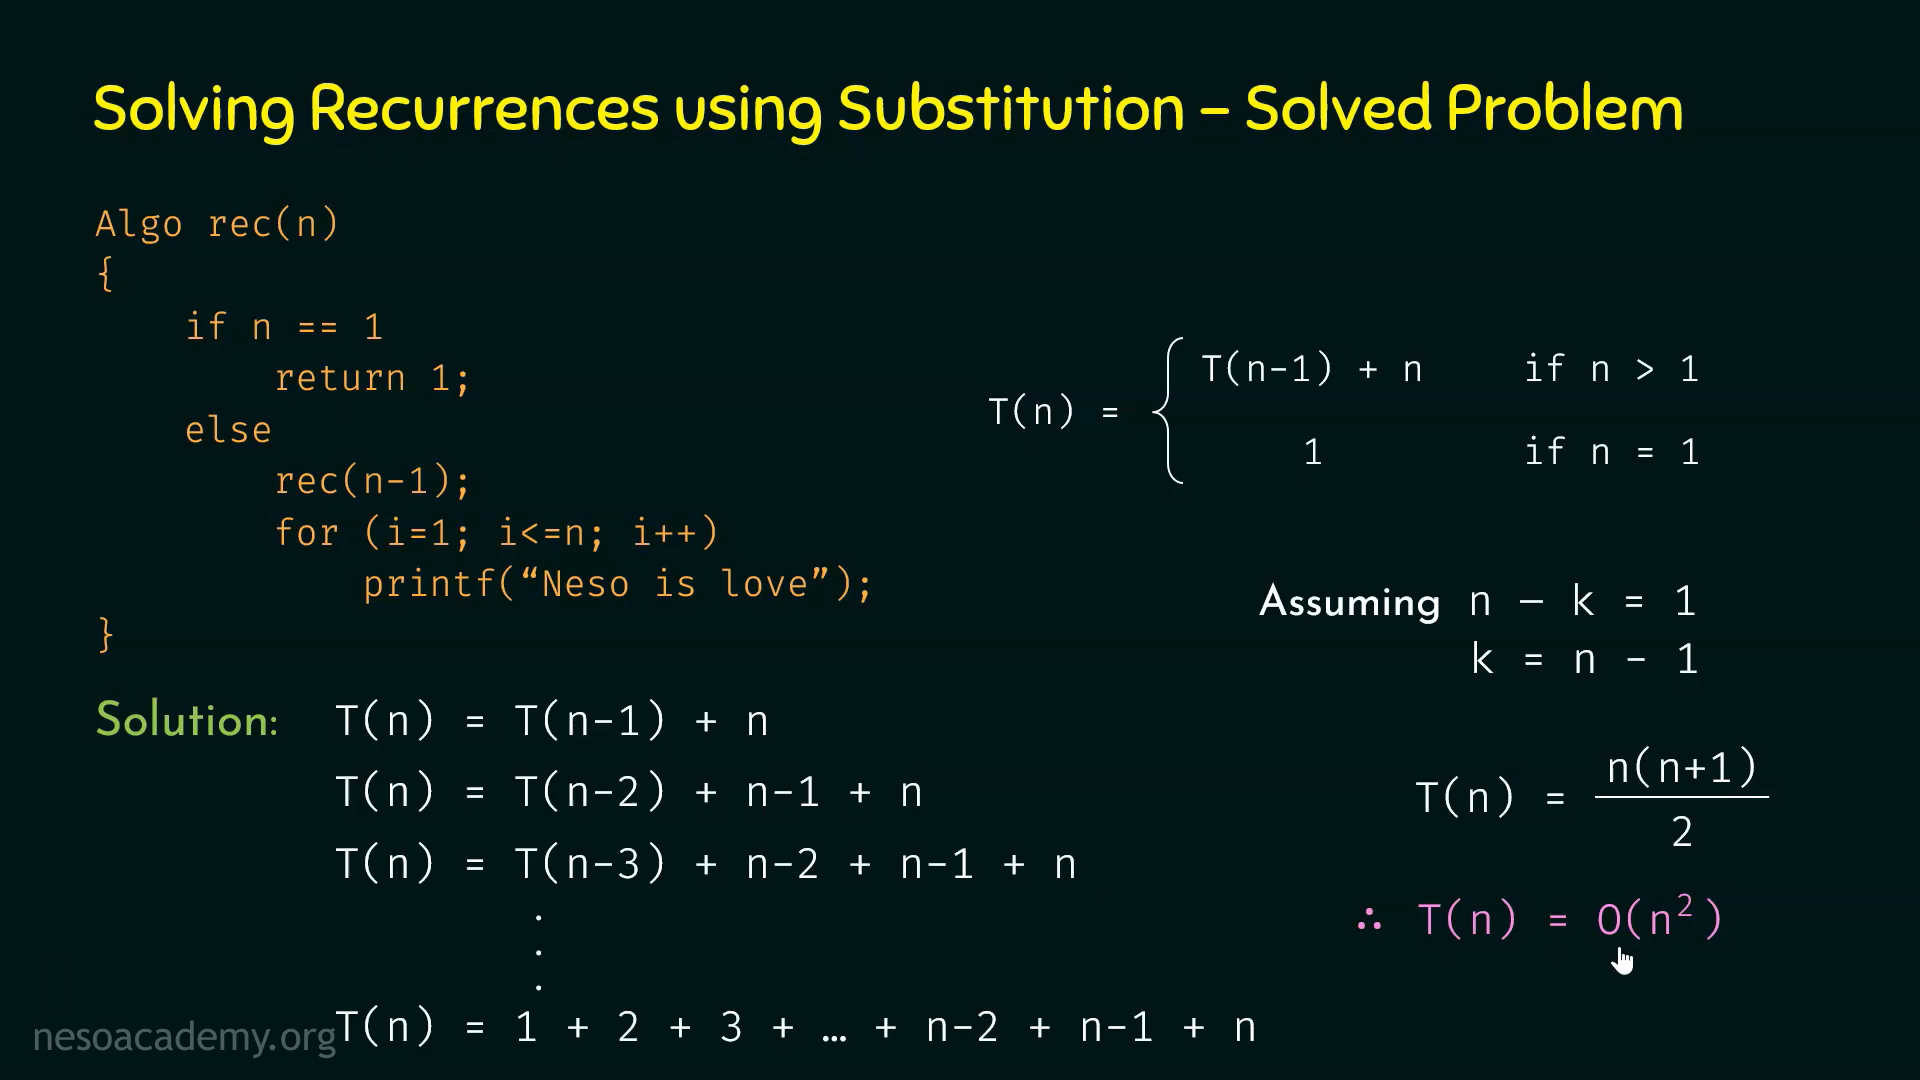 Solving Recurrences using Substitution – Solved Problem
Algo rec(n)
{
if n == 1
return 1;
else
rec(n-1);
for (i=1; i<=n; i++)
printf(“Neso is love”);
}
T(n) = { T(n-1) + n if n > 1
1 if n = 1
Assuming n – k = 1
k = n - 1
Solution: T(n) = T(n-1) + n
T(n) = T(n-2) + n-1 + n
T(n) = T(n-3) + n-2 + n-1 + n
.
.
.
T(n) = 1 + 2 + 3 + … + n-2 + n-1 + n
T(n) = n(n+1)
2
∴ T(n) = O(n²)
nesoacademy.org